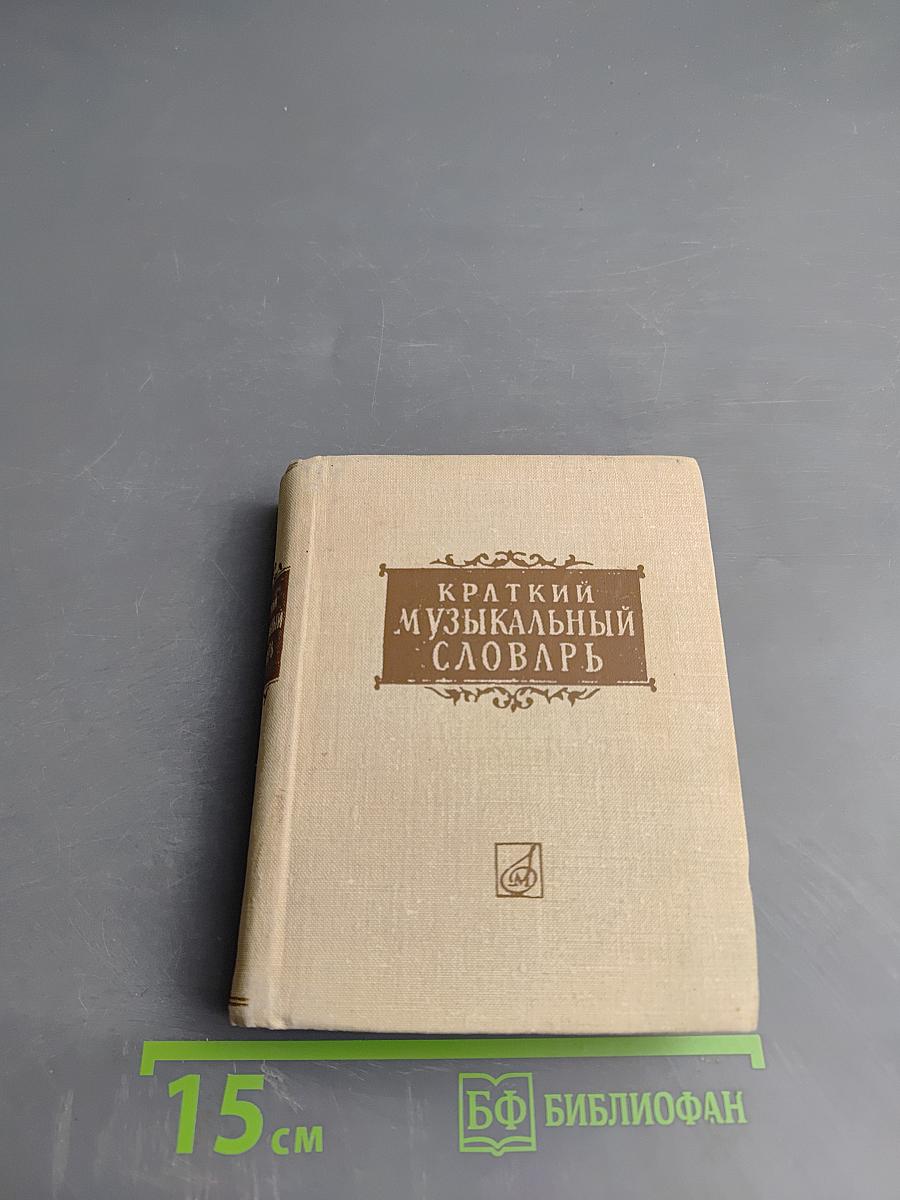 КРАТКИЙ
МУЗЫКАЛЬНЫЙ
СЛОВАРЬ
М
15 см
БФ БИБЛИОФАН